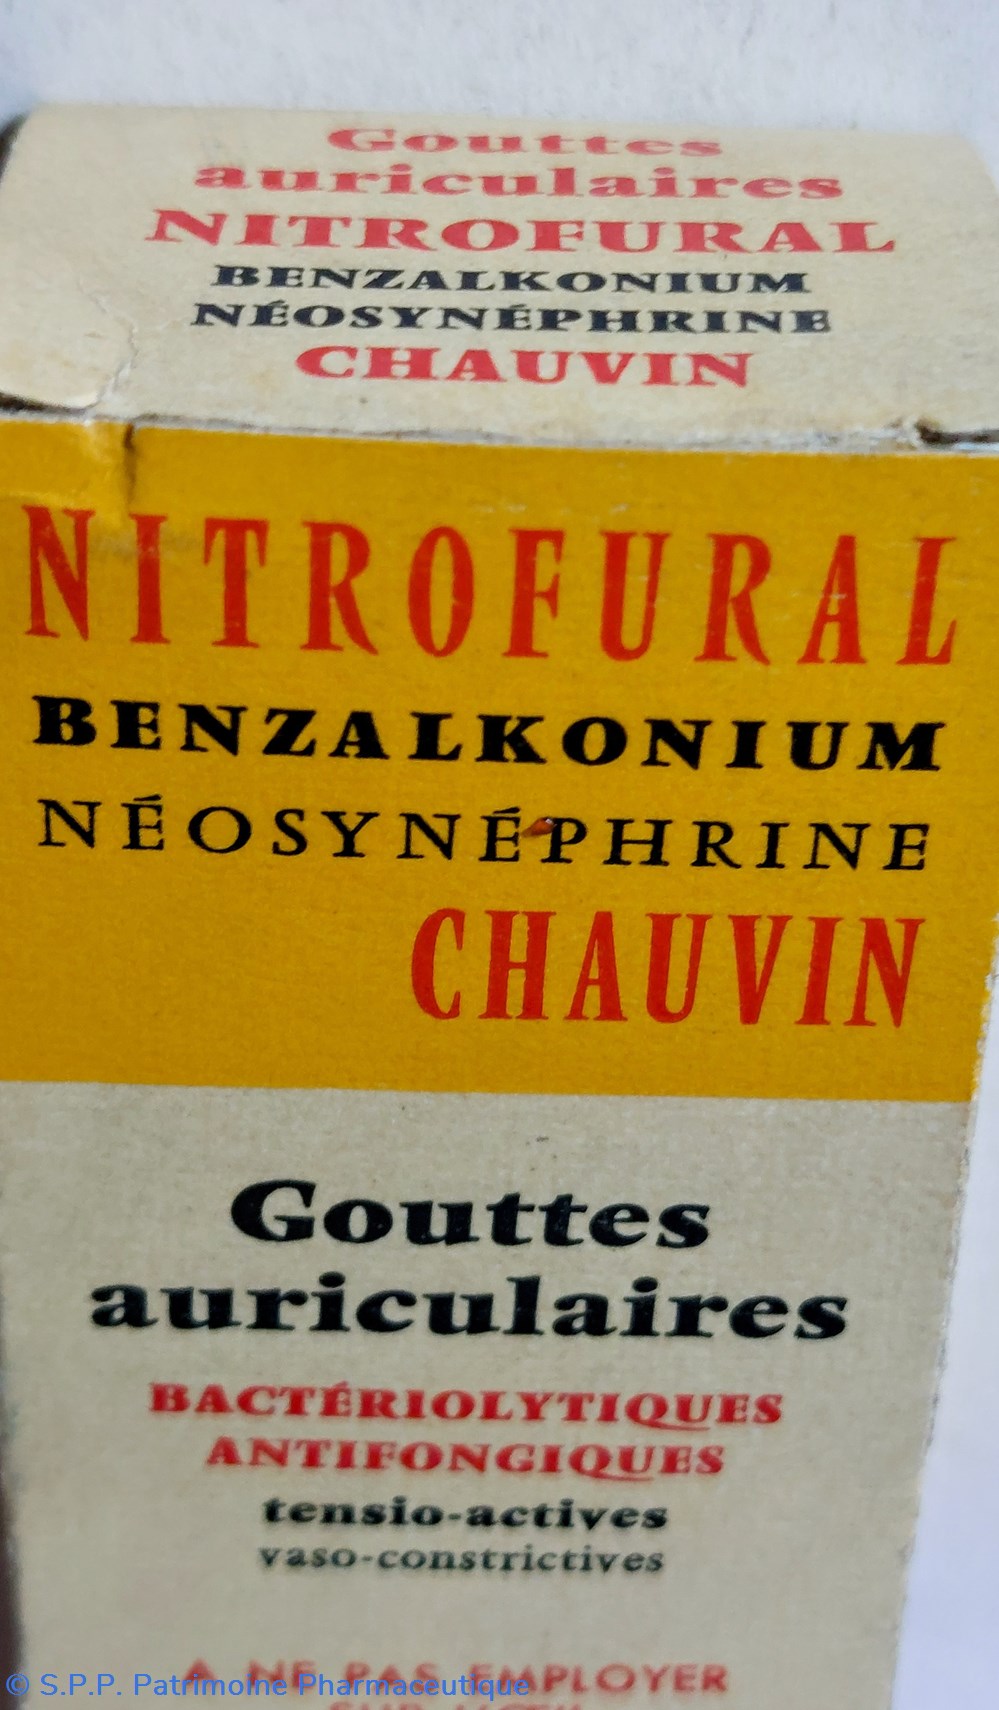 Gouttes
auriculaires
NITROFURAL
BENZALKONIUM
NÉOSYNÉPHRINE
CHAUVIN
NITROFURAL
BENZALKONIUM
NÉOSYNÉPHRINE
CHAUVIN
Gouttes
auriculaires
BACTÉRIOLYTIQUES
ANTIFONGIQUES
tensio-actives
vaso-constrictives
A NE PAS EMPLOYER
© S.P.P. Patrimoine Pharmaceutique